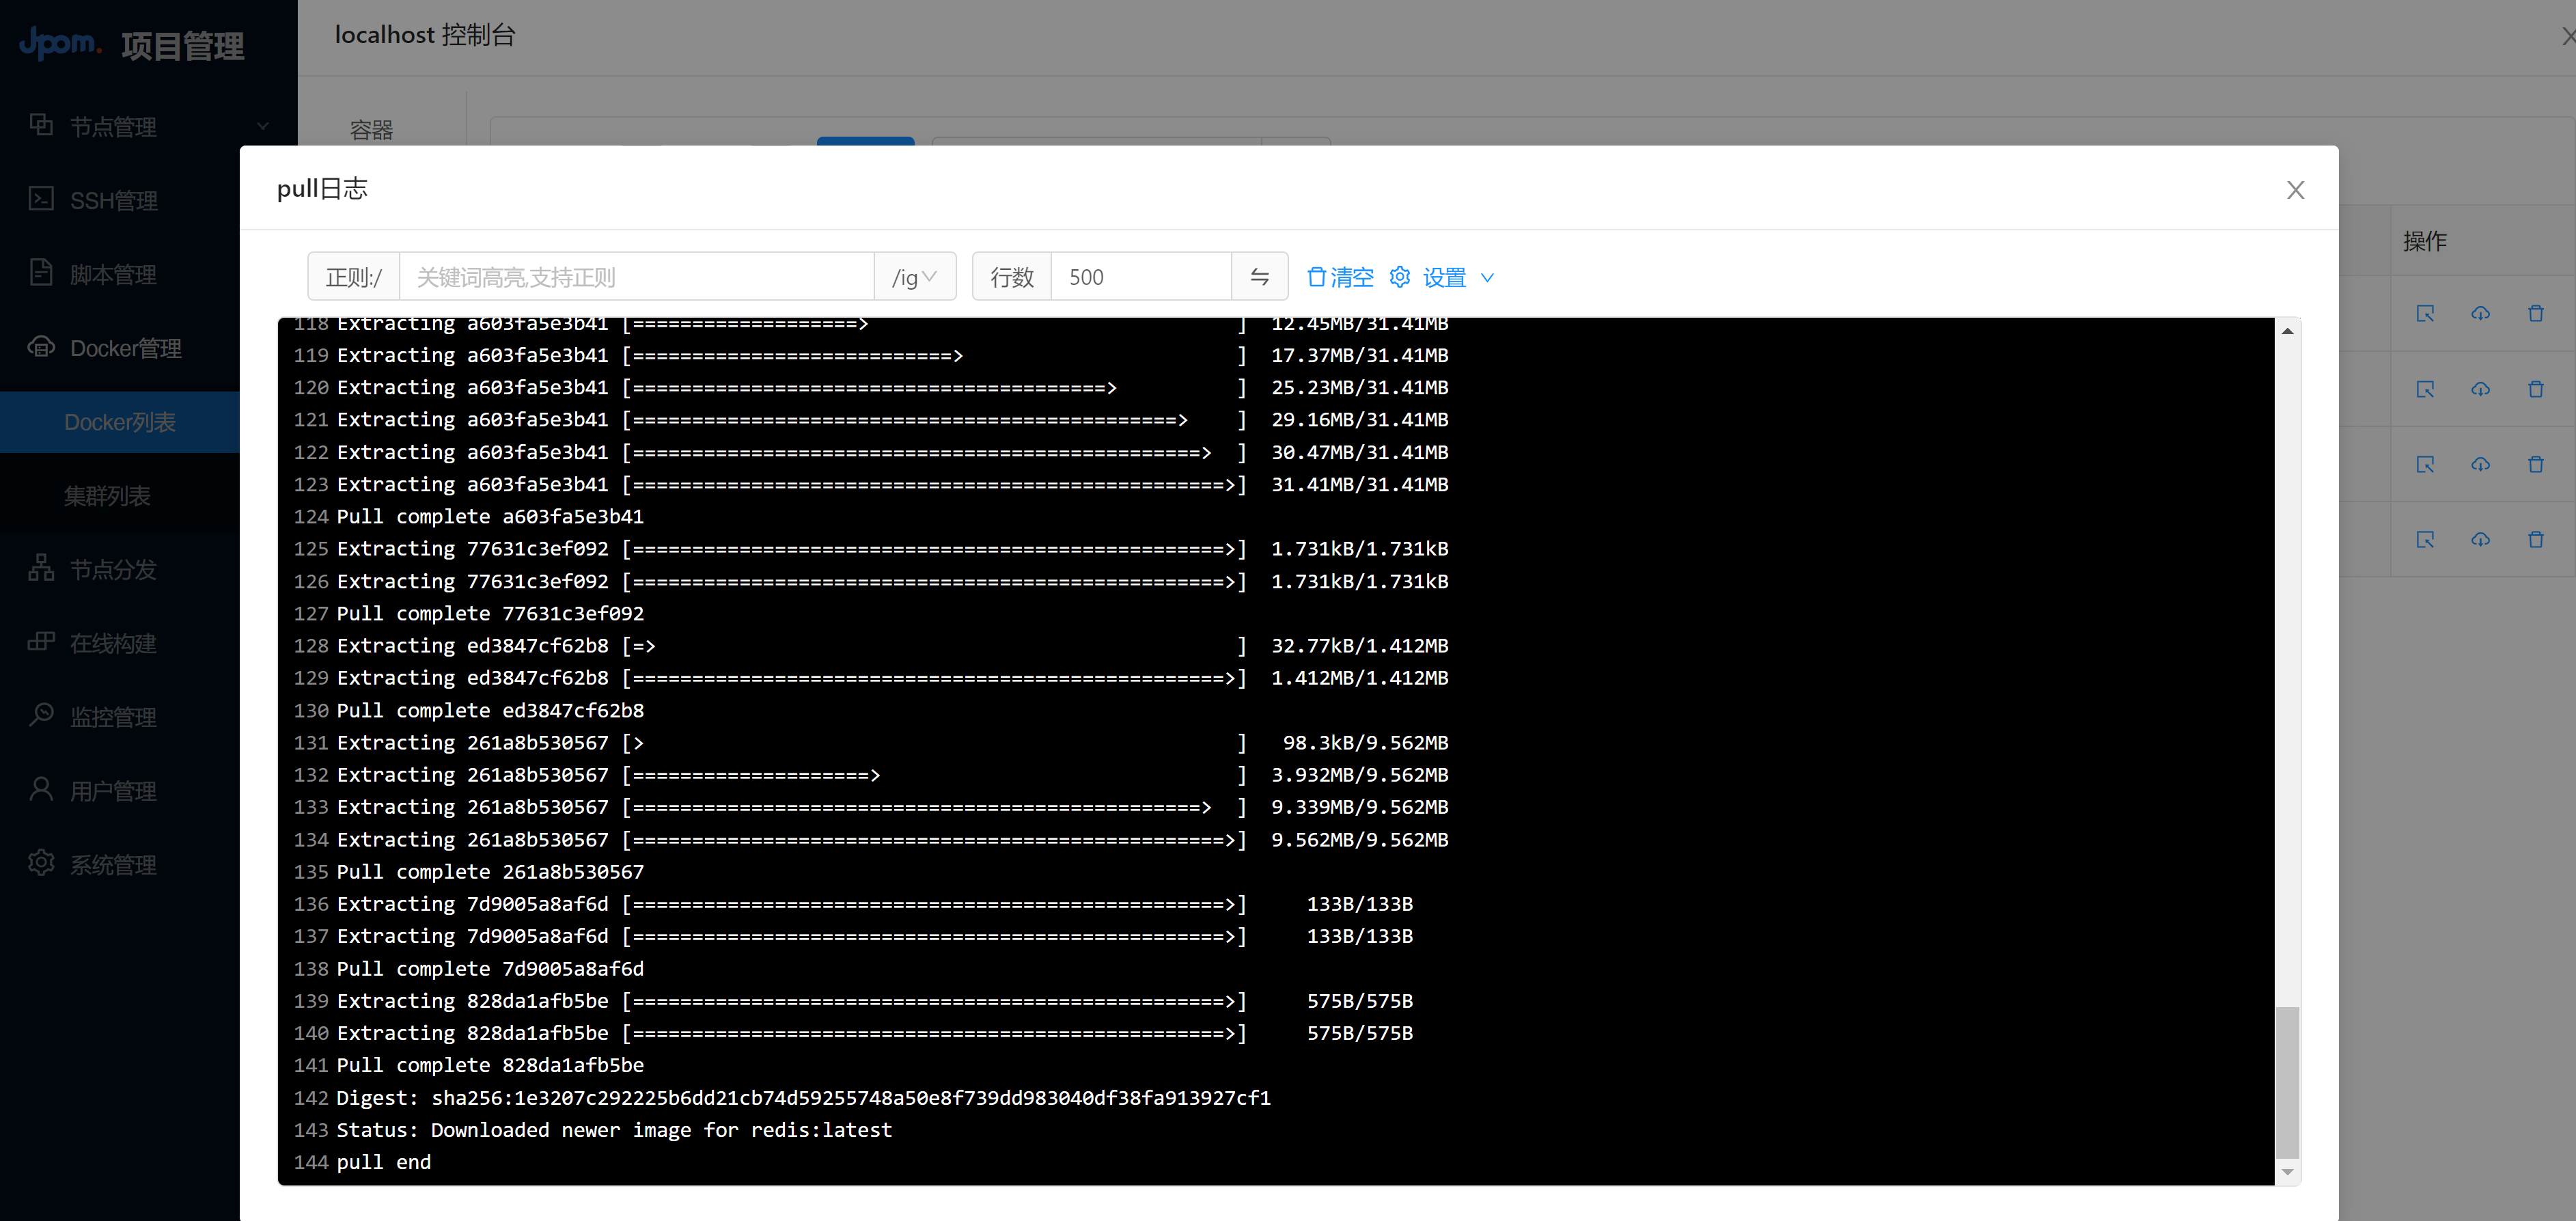 Jpom. 项目管理
节点管理
SSH管理
脚本管理
Docker管理
Docker列表
集群列表
节点分发
在线构建
监控管理
用户管理
系统管理
localhost 控制台
容器
操作
pull日志
正则:/ 关键词高亮,支持正则 /ig 行数 500 清空 设置
118 Extracting a603fa5e3b41 [===================>                               ]  12.45MB/31.41MB
119 Extracting a603fa5e3b41 [===========================>                       ]  17.37MB/31.41MB
120 Extracting a603fa5e3b41 [========================================>          ]  25.23MB/31.41MB
121 Extracting a603fa5e3b41 [==============================================>    ]  29.16MB/31.41MB
122 Extracting a603fa5e3b41 [================================================>  ]  30.47MB/31.41MB
123 Extracting a603fa5e3b41 [==================================================>]  31.41MB/31.41MB
124 Pull complete a603fa5e3b41
125 Extracting 77631c3ef092 [==================================================>]  1.731kB/1.731kB
126 Extracting 77631c3ef092 [==================================================>]  1.731kB/1.731kB
127 Pull complete 77631c3ef092
128 Extracting ed3847cf62b8 [=>                                                 ]  32.77kB/1.412MB
129 Extracting ed3847cf62b8 [==================================================>]  1.412MB/1.412MB
130 Pull complete ed3847cf62b8
131 Extracting 261a8b530567 [>                                                  ]   98.3kB/9.562MB
132 Extracting 261a8b530567 [====================>                              ]  3.932MB/9.562MB
133 Extracting 261a8b530567 [================================================>  ]  9.339MB/9.562MB
134 Extracting 261a8b530567 [==================================================>]  9.562MB/9.562MB
135 Pull complete 261a8b530567
136 Extracting 7d9005a8af6d [==================================================>]     133B/133B
137 Extracting 7d9005a8af6d [==================================================>]     133B/133B
138 Pull complete 7d9005a8af6d
139 Extracting 828da1afb5be [==================================================>]     575B/575B
140 Extracting 828da1afb5be [==================================================>]     575B/575B
141 Pull complete 828da1afb5be
142 Digest: sha256:1e3207c292225b6dd21cb74d59255748a50e8f739dd983040df38fa913927cf1
143 Status: Downloaded newer image for redis:latest
144 pull end